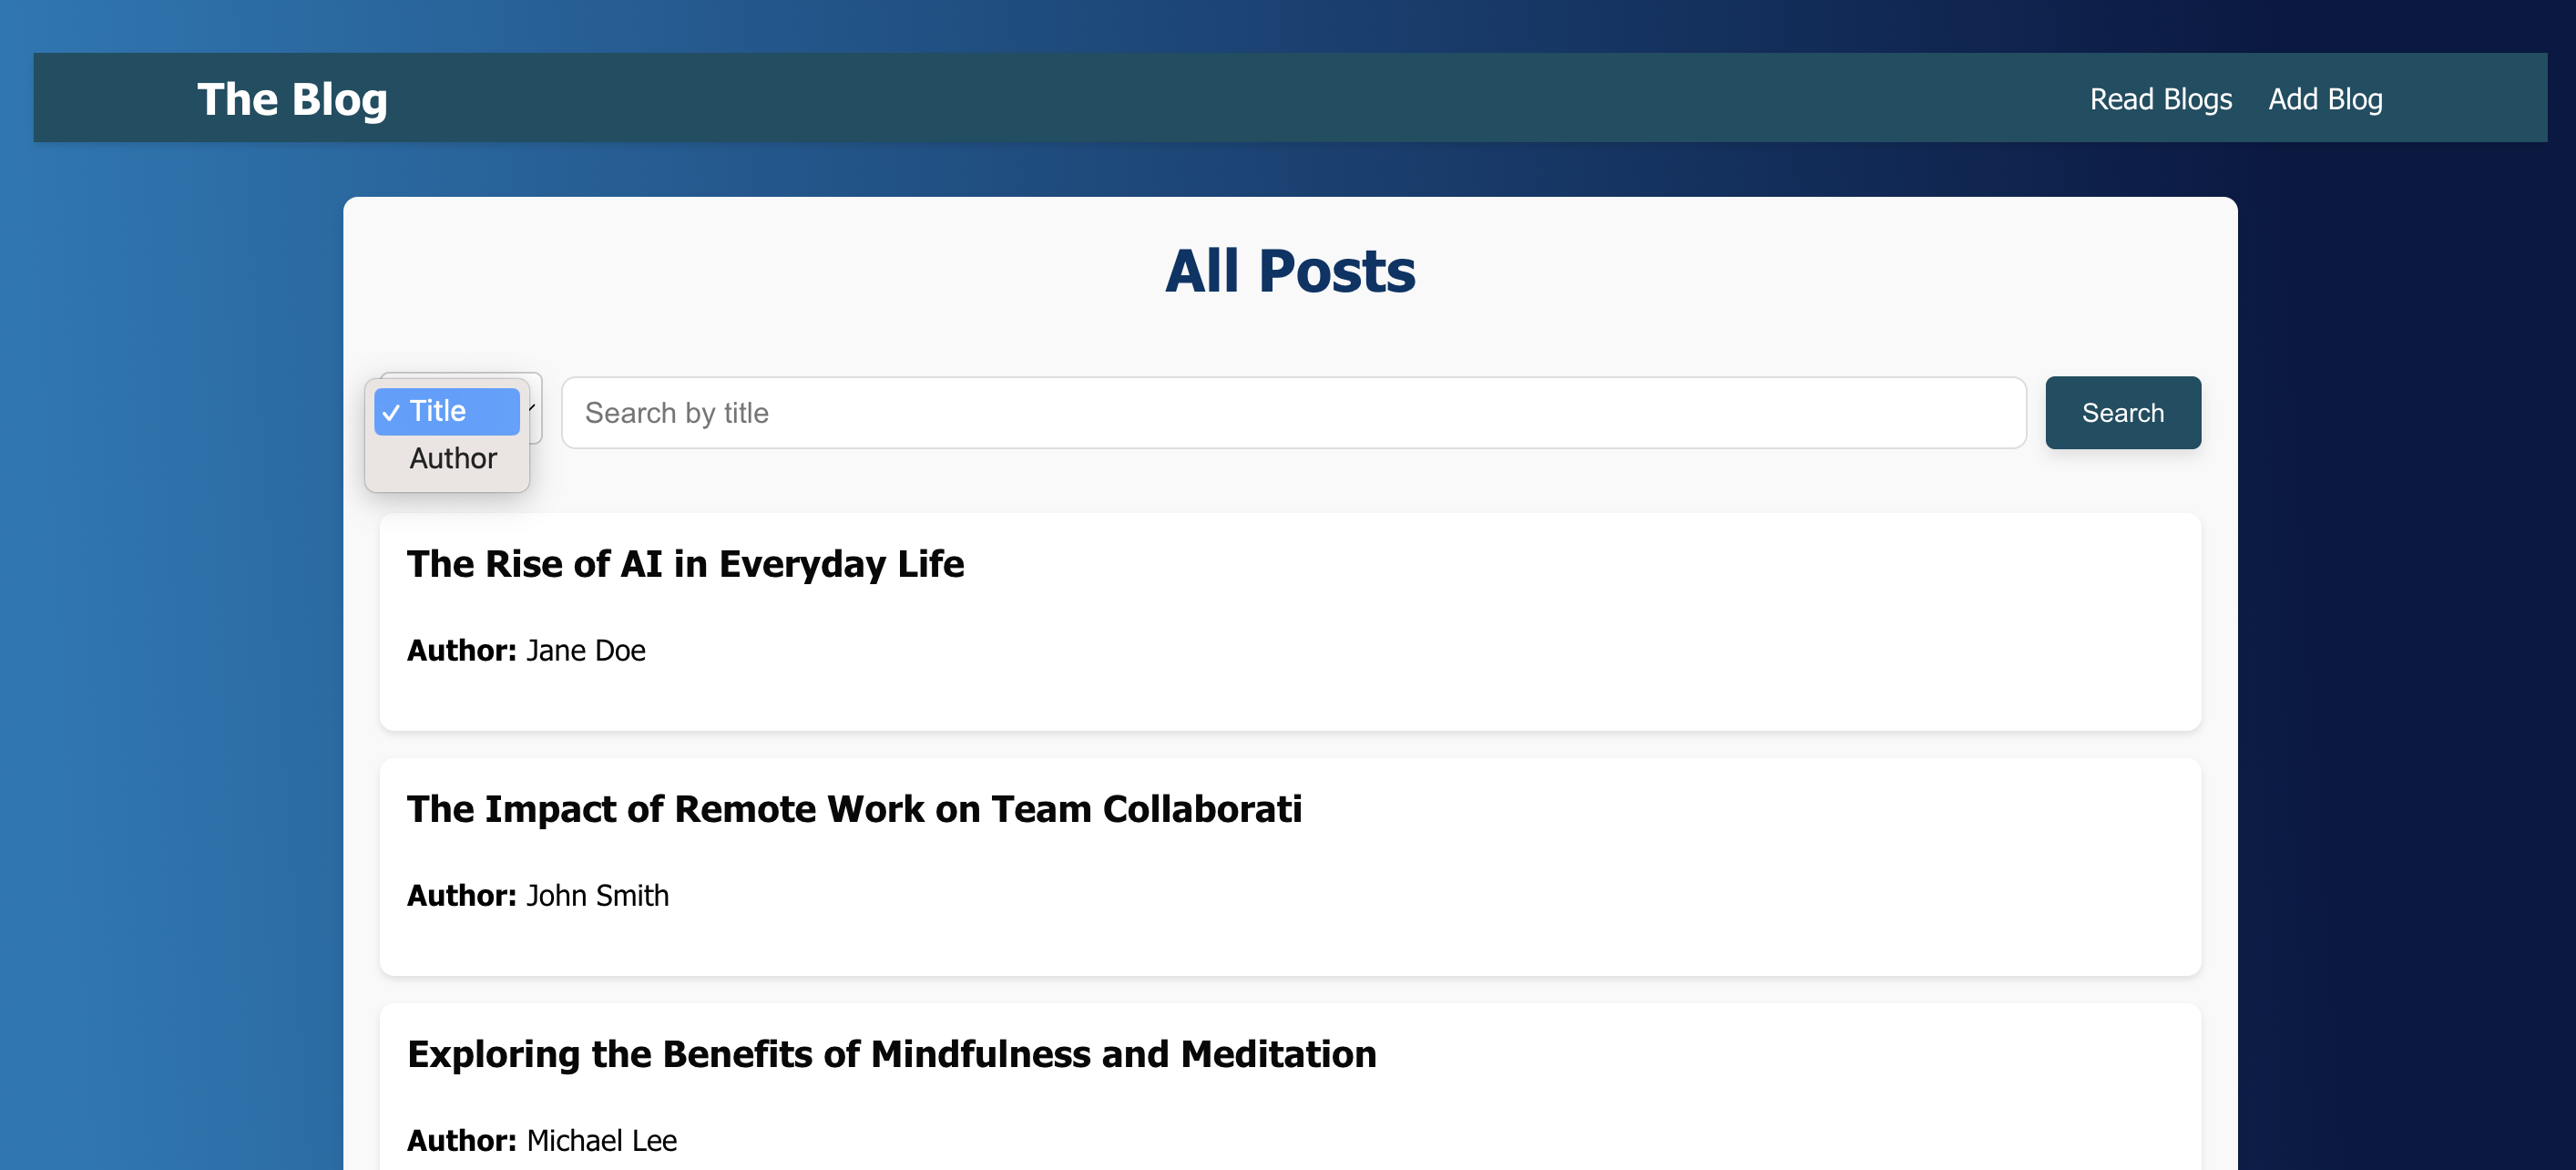 The Blog
Read Blogs Add Blog
All Posts
✓ Title
Author
Search by title
Search
The Rise of AI in Everyday Life
Author: Jane Doe
The Impact of Remote Work on Team Collaborati
Author: John Smith
Exploring the Benefits of Mindfulness and Meditation
Author: Michael Lee